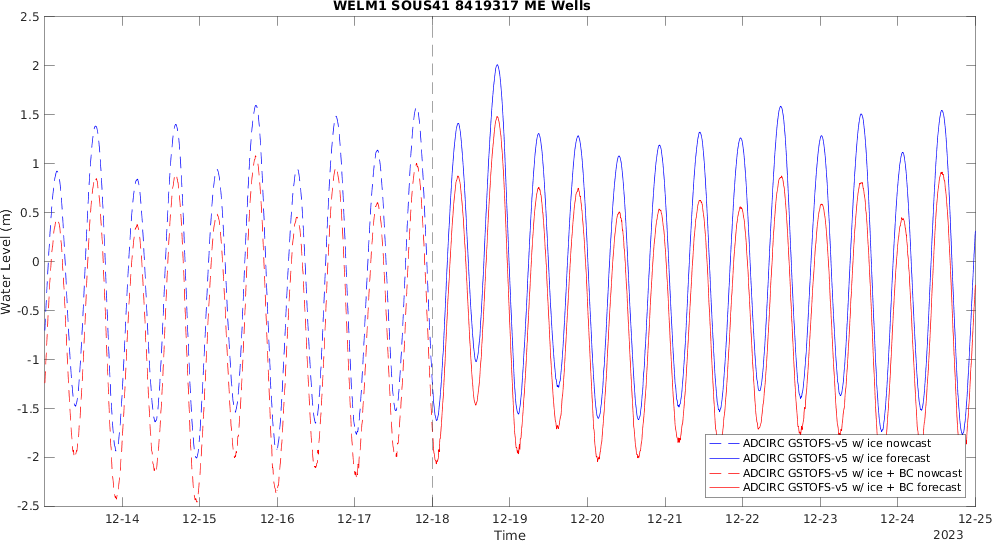 WELM1 SOUS41 8419317 ME Wells
2.5
2
1.5
1
0.5
0
-0.5
-1
-1.5
-2
-2.5
Water Level (m)
ADCIRC GSTOFS-v5 w/ ice nowcast
ADCIRC GSTOFS-v5 w/ ice forecast
ADCIRC GSTOFS-v5 w/ ice + BC nowcast
ADCIRC GSTOFS-v5 w/ ice + BC forecast
12-14 12-15 12-16 12-17 12-18 12-19 12-20 12-21 12-22 12-23 12-24 12-25
Time
2023